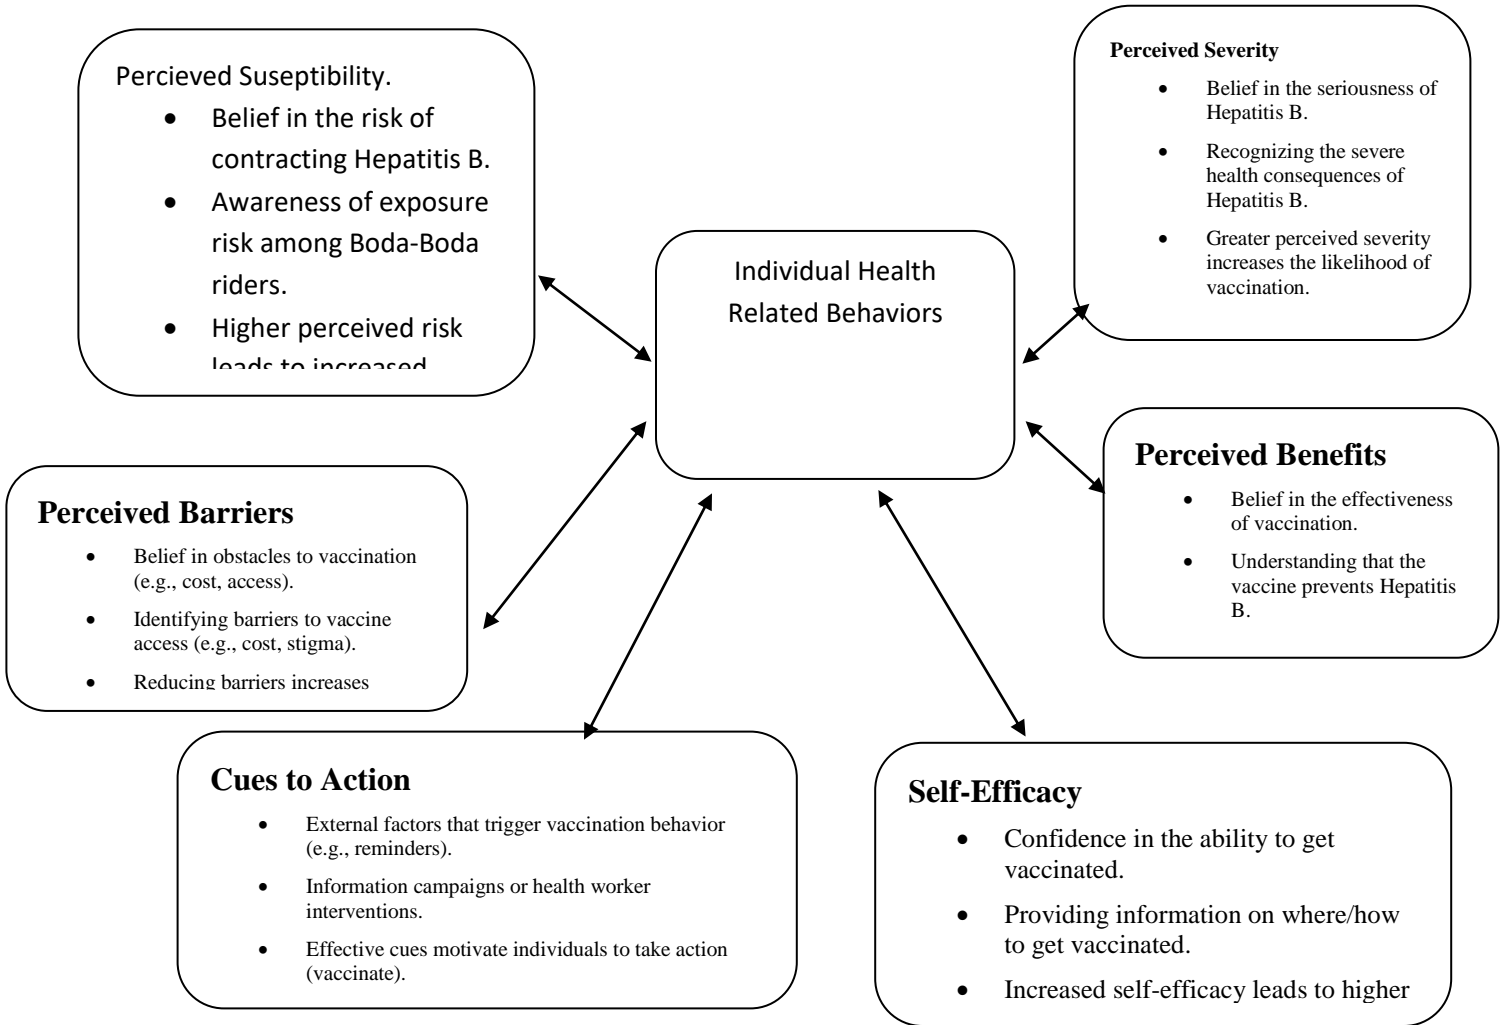 Percieved Suseptibility.
• Belief in the risk of
contracting Hepatitis B.
• Awareness of exposure
risk among Boda-Boda
riders.
• Higher perceived risk
leads to increased
Perceived Severity
• Belief in the seriousness of
Hepatitis B.
• Recognizing the severe
health consequences of
Hepatitis B.
• Greater perceived severity
increases the likelihood of
vaccination.
Individual Health
Related Behaviors
Perceived Benefits
• Belief in the effectiveness
of vaccination.
• Understanding that the
vaccine prevents Hepatitis
B.
Perceived Barriers
• Belief in obstacles to vaccination
(e.g., cost, access).
• Identifying barriers to vaccine
access (e.g., cost, stigma).
• Reducing barriers increases
Cues to Action
• External factors that trigger vaccination behavior
(e.g., reminders).
• Information campaigns or health worker
interventions.
• Effective cues motivate individuals to take action
(vaccinate).
Self-Efficacy
• Confidence in the ability to get
vaccinated.
• Providing information on where/how
to get vaccinated.
• Increased self-efficacy leads to higher